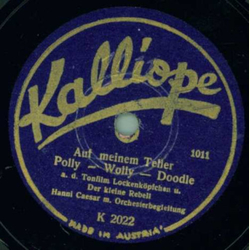 Kalliope
1011
Auf meinem Teller
Polly — Wolly — Doodle
a. d. Tonfilm Lockenköpfchen u.
Der kleine Rebell
Hanni Caesar m. Orchesterbegleitung
K 2022
MADE IN AUSTRIA